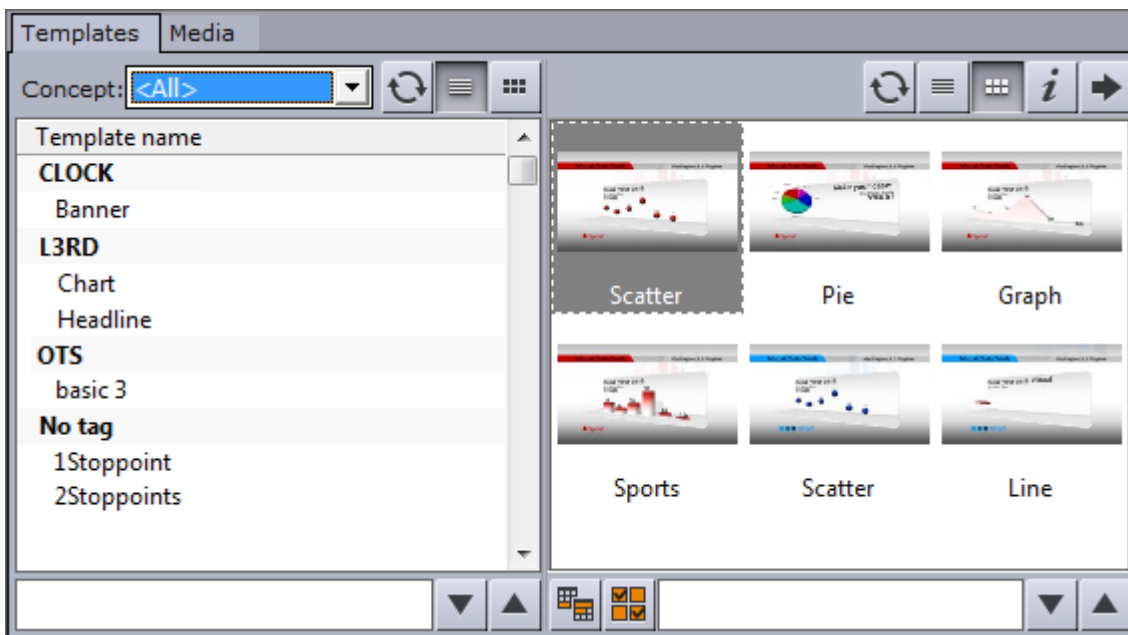 Templates
Media
Concept: <All>
Template name
CLOCK
Banner
L3RD
Chart
Headline
OTS
basic 3
No tag
1Stoppoint
2Stoppoints
i
Scatter
Pie
Graph
Sports
Scatter
Line